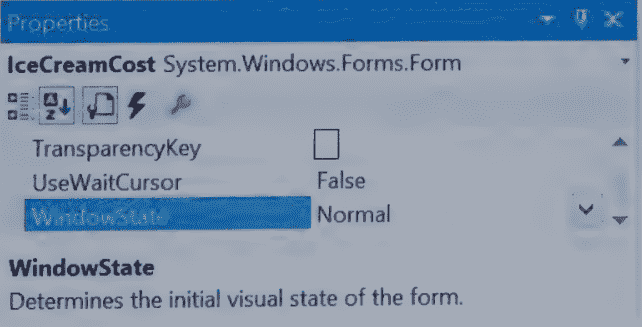 Properties
IceCreamCost System.Windows.Forms.Form
TransparencyKey
UseWaitCursor False
WindowState Normal
WindowState
Determines the initial visual state of the form.